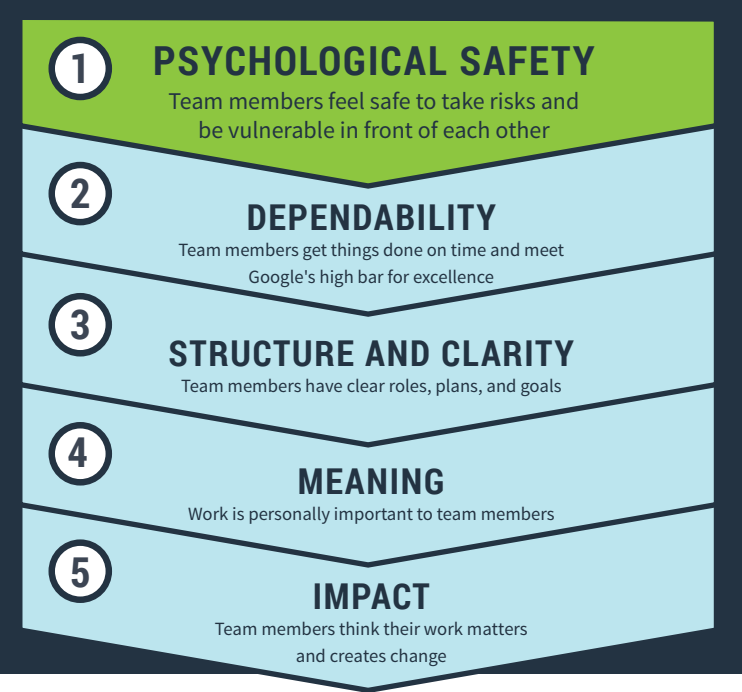 1
PSYCHOLOGICAL SAFETY
Team members feel safe to take risks and
be vulnerable in front of each other
2
DEPENDABILITY
Team members get things done on time and meet
Google's high bar for excellence
3
STRUCTURE AND CLARITY
Team members have clear roles, plans, and goals
4
MEANING
Work is personally important to team members
5
IMPACT
Team members think their work matters
and creates change